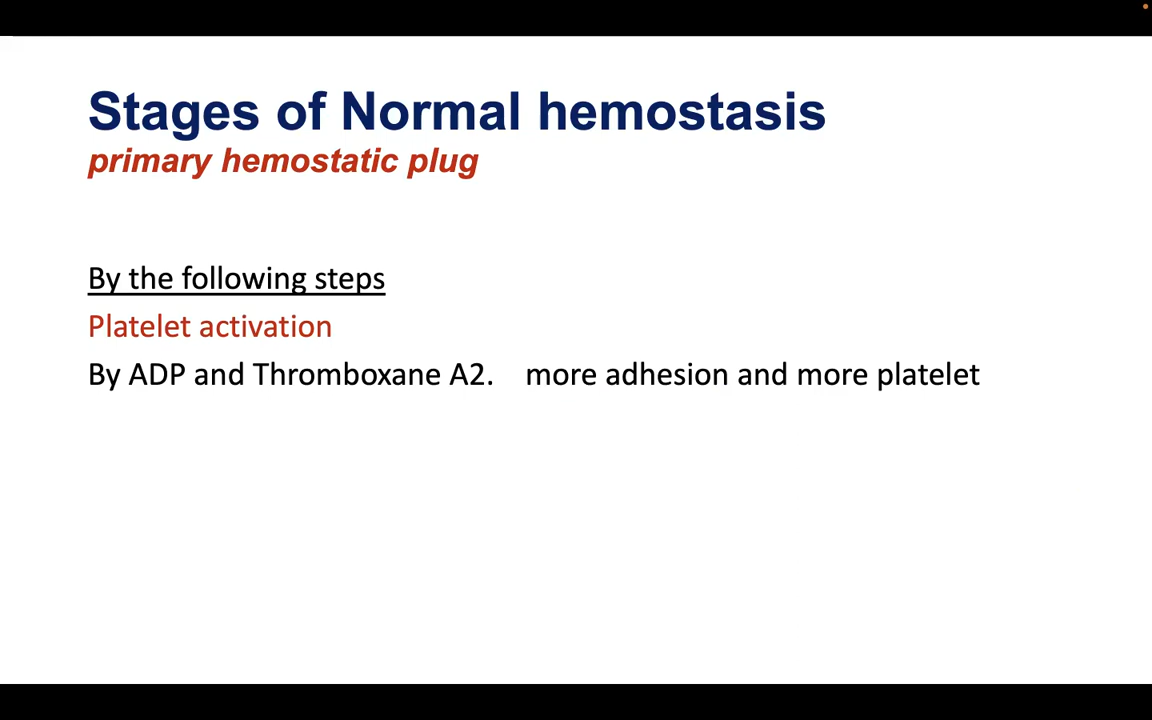 Stages of Normal hemostasis
primary hemostatic plug
By the following steps
Platelet activation
By ADP and Thromboxane A2. more adhesion and more platelet